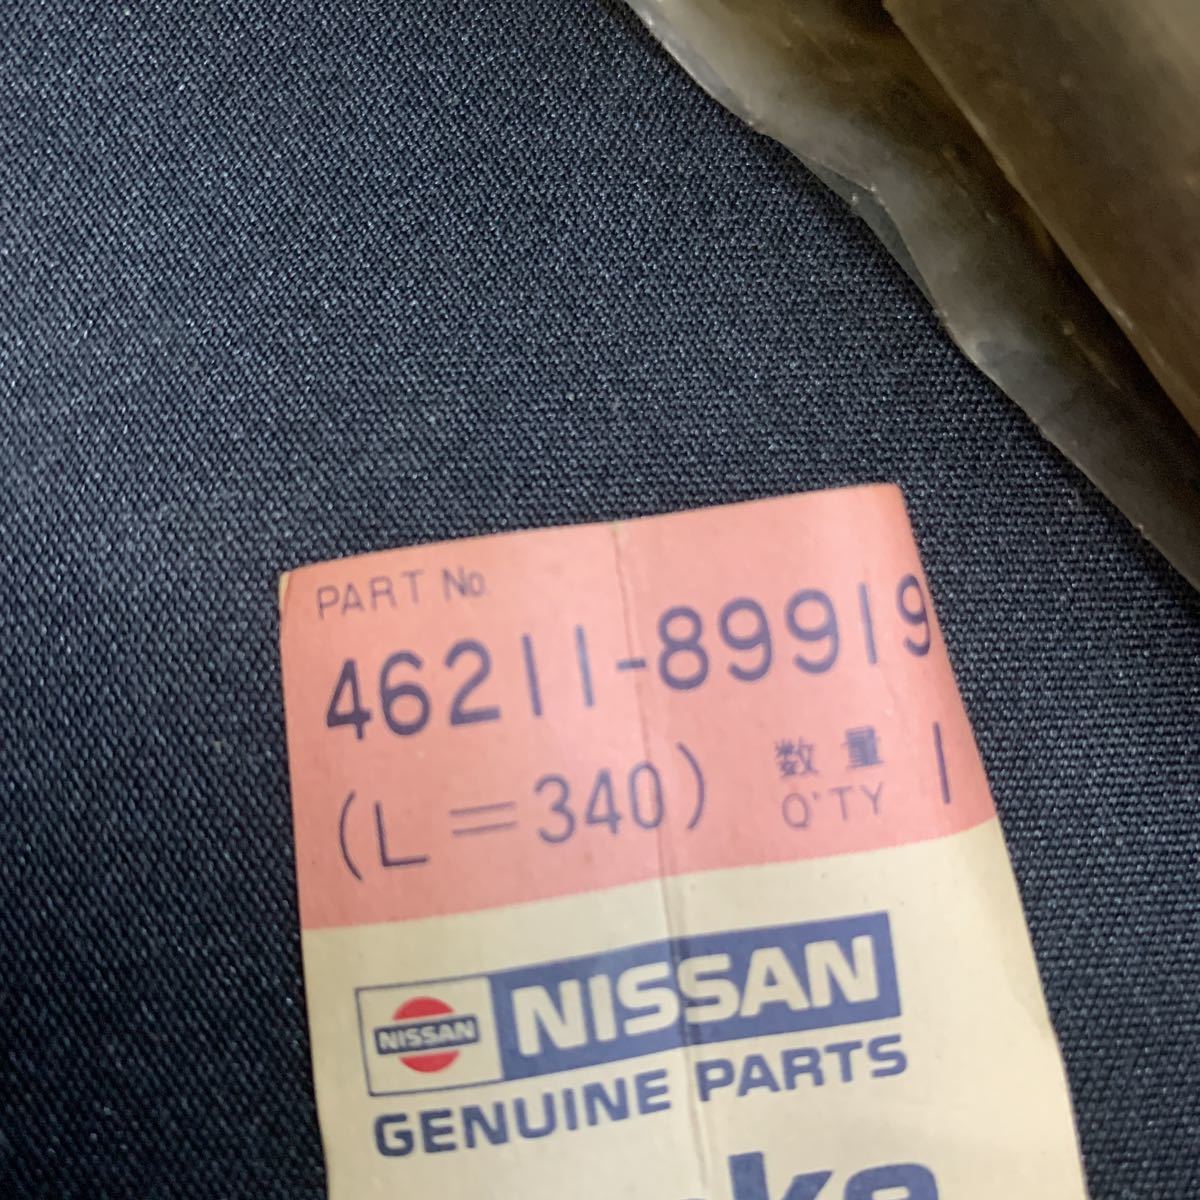 PART No.
46211-89919
(L=340) 数量 1
Q'TY
NISSAN NISSAN
GENUINE PARTS